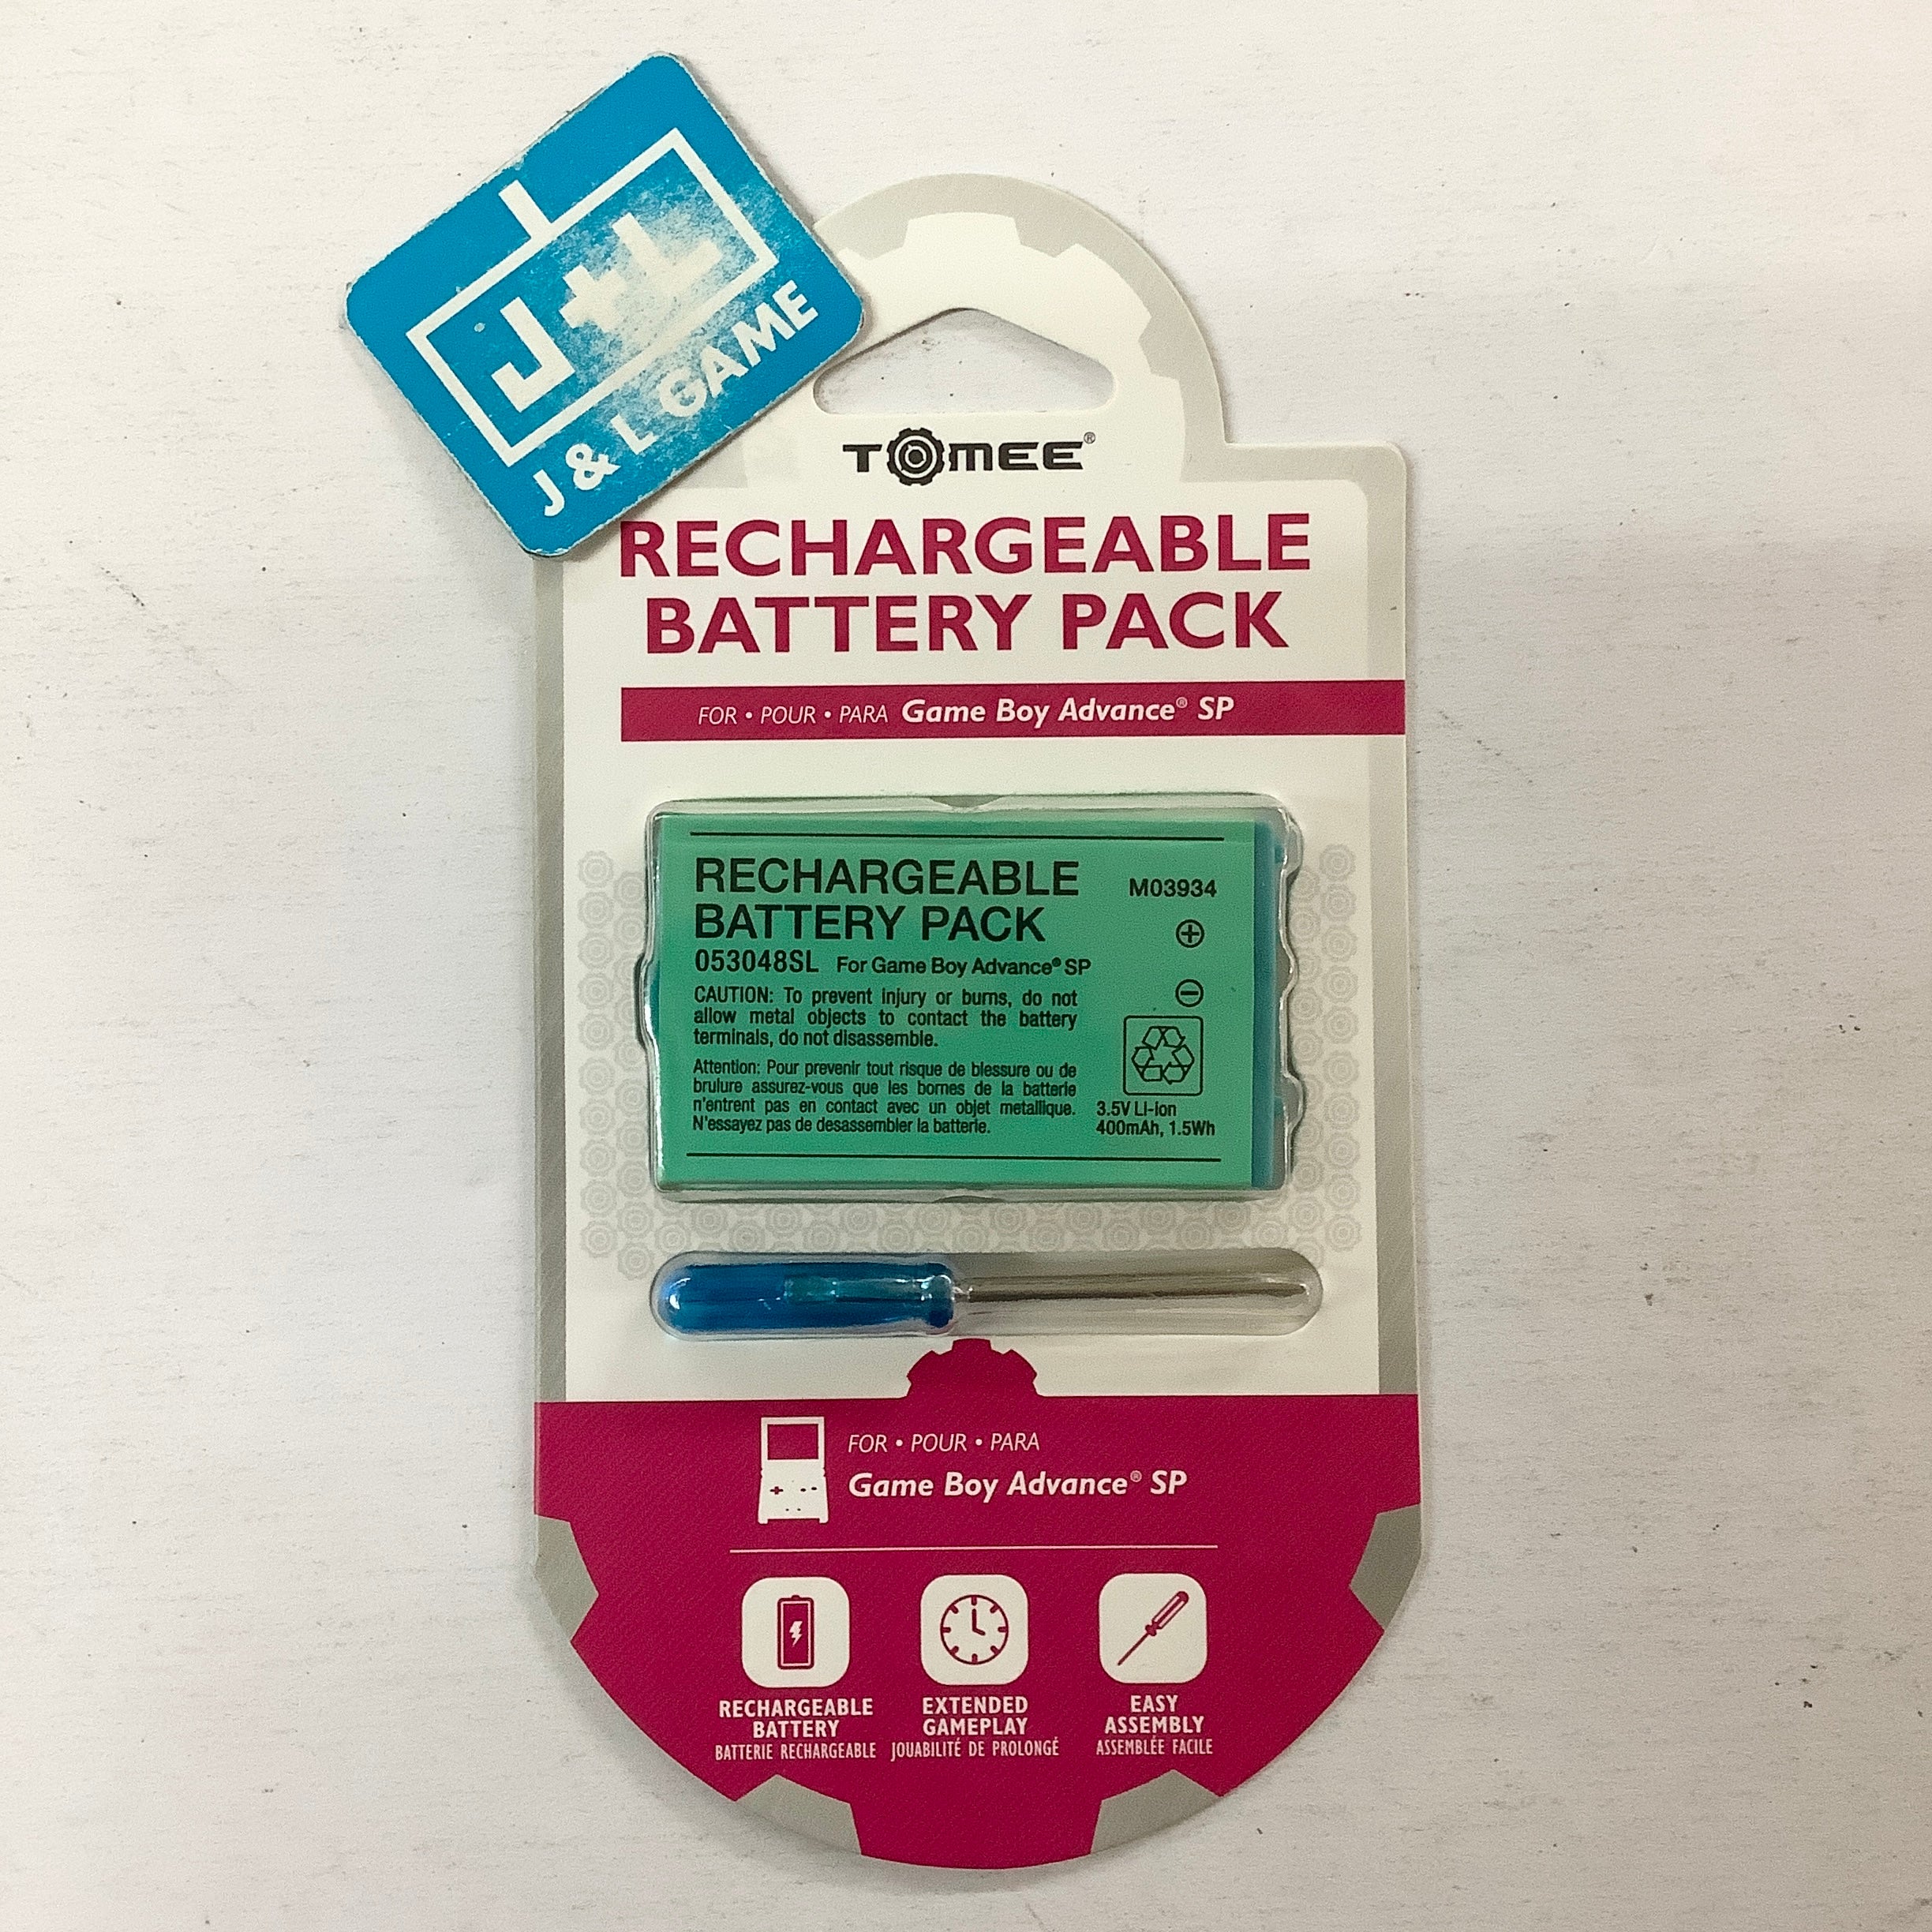 J+L
J & L GAME
TOMEE®
RECHARGEABLE
BATTERY PACK
FOR • POUR • PARA Game Boy Advance® SP
RECHARGEABLE
BATTERY PACK
M03934
053048SL For Game Boy Advance® SP
CAUTION: To prevent injury or burns, do not
allow metal objects to contact the battery
terminals, do not disassemble.
Attention: Pour prevenir tout risque de blessure ou de
brulure assurez-vous que les bornes de la batterie
n'entrent pas en contact avec un objet metallique.
N'essayez pas de desassembler la batterie.
3.5V LI-ion
400mAh, 1.5Wh
FOR • POUR • PARA
Game Boy Advance® SP
RECHARGEABLE
BATTERY
BATTERIE RECHARGEABLE
EXTENDED
GAMEPLAY
JOUABILITÉ DE PROLONGÉ
EASY
ASSEMBLY
ASSEMBLÉE FACILE